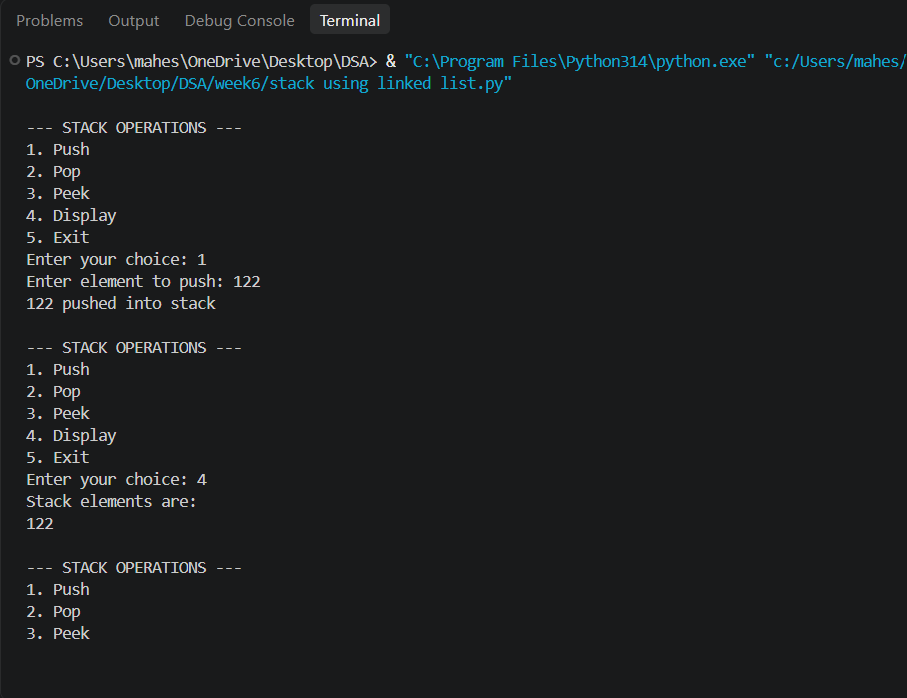 Problems Output Debug Console Terminal
PS C:\Users\mahes\OneDrive\Desktop\DSA> & "C:\Program Files\Python314\python.exe" "c:/Users/mahes/
OneDrive/Desktop/DSA/week6/stack using linked list.py"
--- STACK OPERATIONS ---
1. Push
2. Pop
3. Peek
4. Display
5. Exit
Enter your choice: 1
Enter element to push: 122
122 pushed into stack
--- STACK OPERATIONS ---
1. Push
2. Pop
3. Peek
4. Display
5. Exit
Enter your choice: 4
Stack elements are:
122
--- STACK OPERATIONS ---
1. Push
2. Pop
3. Peek